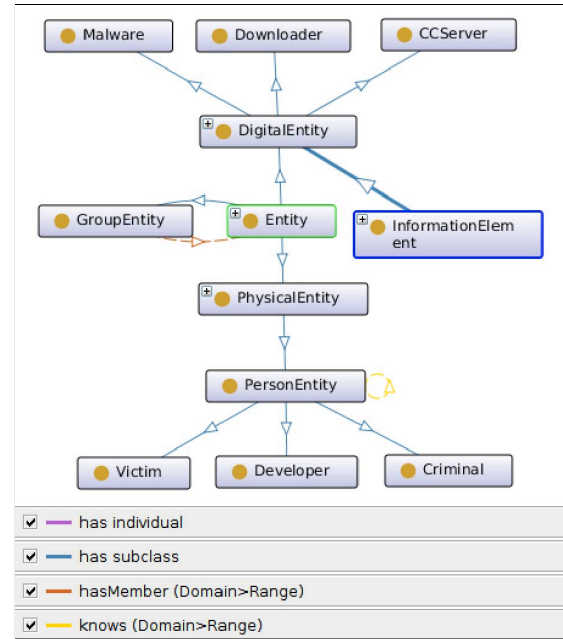 Malware
Downloader
CCServer
DigitalEntity
GroupEntity
Entity
InformationElem
ent
PhysicalEntity
PersonEntity
Victim
Developer
Criminal
has individual
has subclass
hasMember (Domain>Range)
knows (Domain>Range)